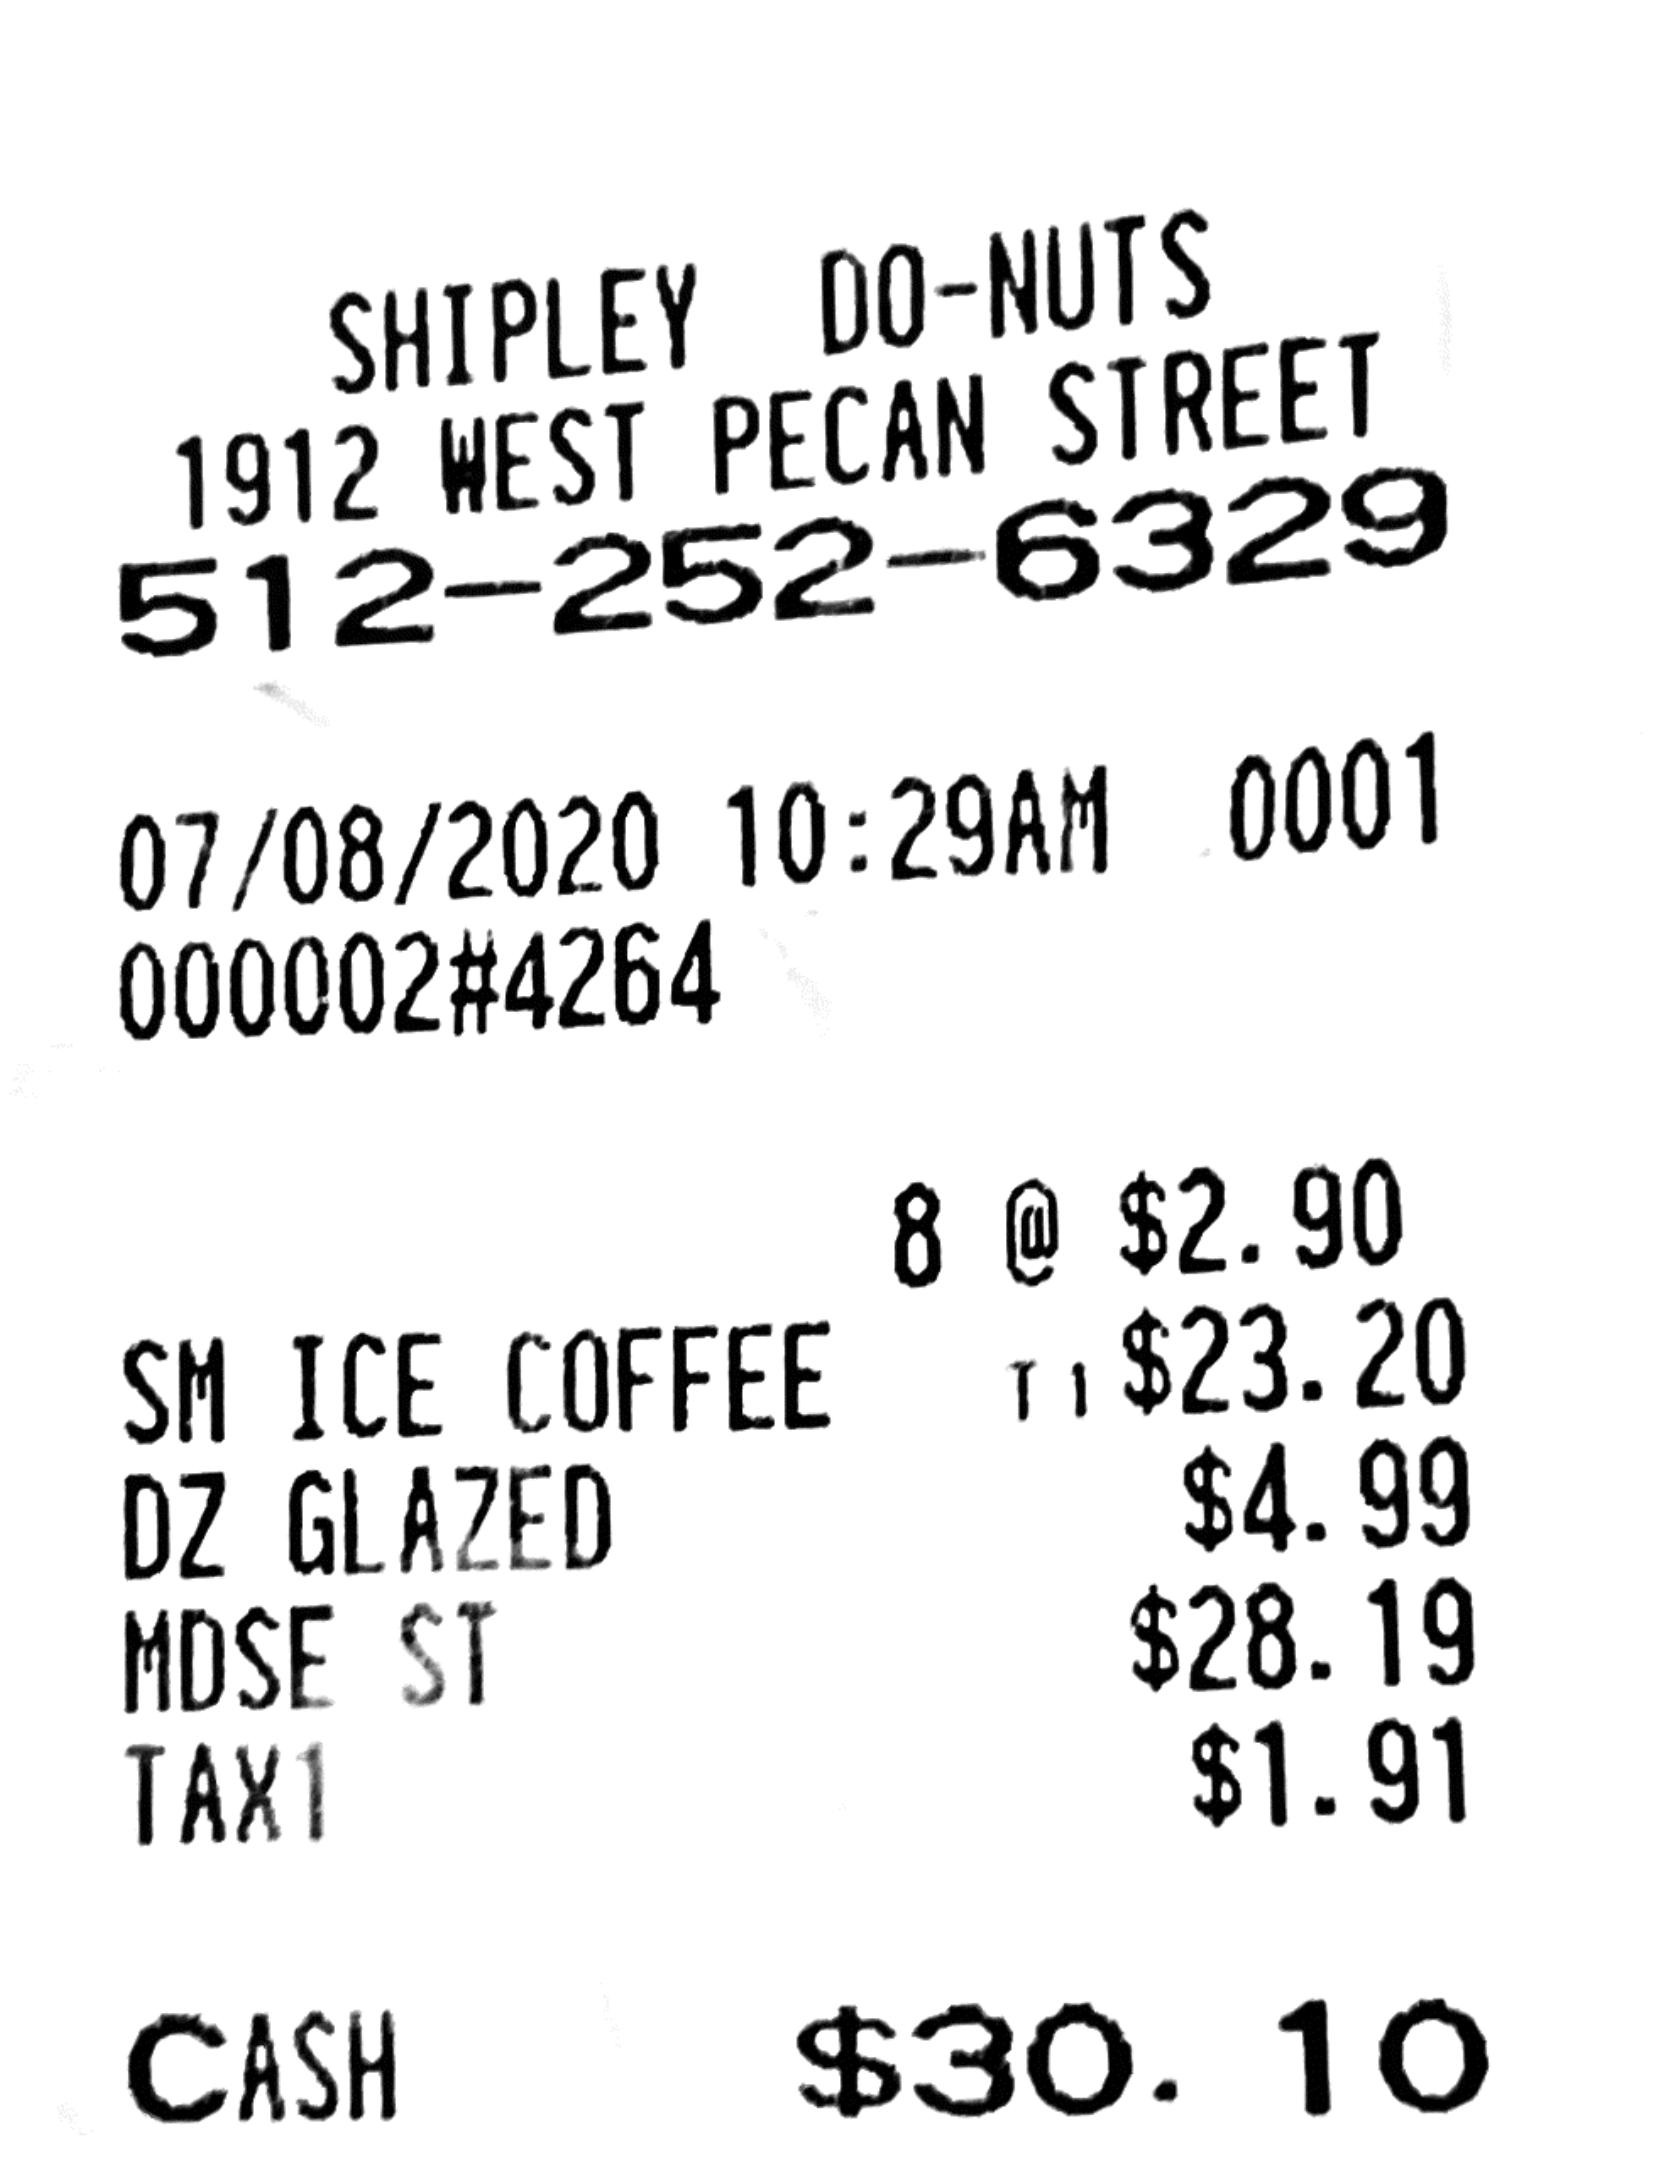 SHIPLEY DO-NUTS
1912 WEST PECAN STREET
512-252-6329
07/08/2020 10:29AM 0001
000002#4264
8 @ $2.90
SM ICE COFFEE T1 $23.20
DZ GLAZED $4.99
MDSE ST $28.19
TAX1 $1.91
CASH $30.10